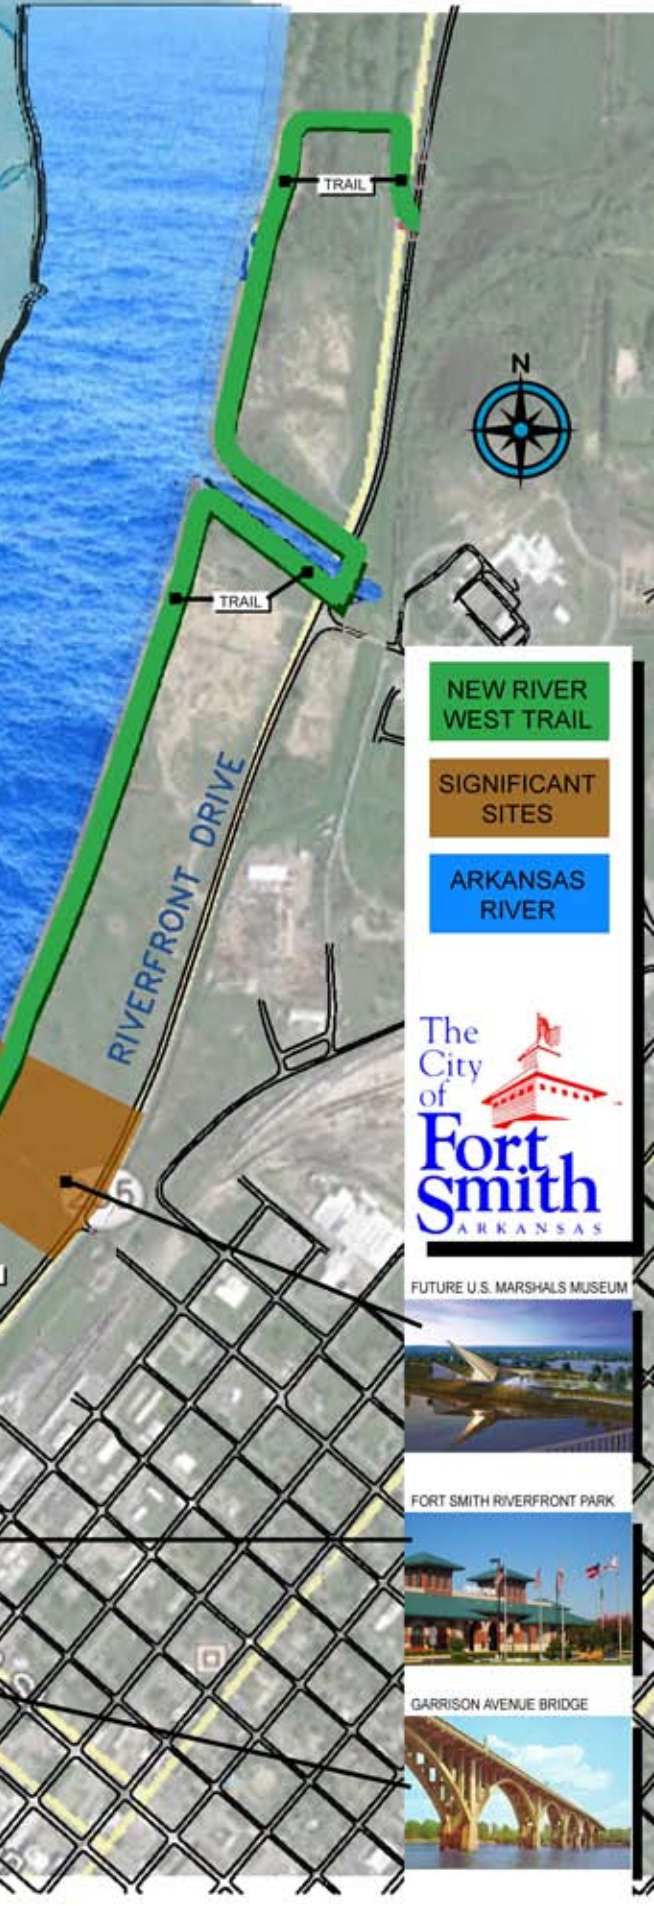 TRAIL
N
TRAIL
NEW RIVER
WEST TRAIL
RIVERFRONT DRIVE
SIGNIFICANT
SITES
ARKANSAS
RIVER
The
City
of
Fort
Smith
ARKANSAS
FUTURE U.S. MARSHALS MUSEUM
FORT SMITH RIVERFRONT PARK
GARRISON AVENUE BRIDGE